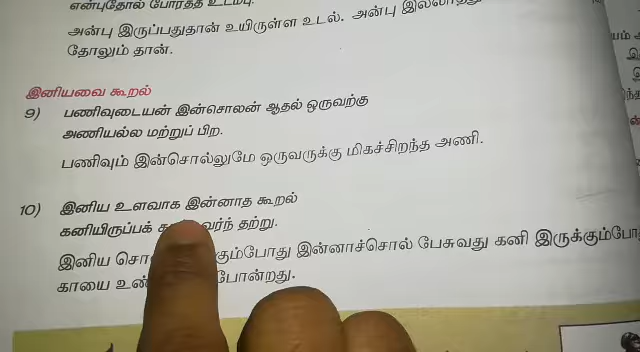 என்புதோல் போர்த்த உடம்பு.
அன்பு இருப்பதுதான் உயிருள்ள உடல். அன்பு
தோலும் தான்.
இனியவை கூறல்
9) பணிவுடையன் இன்சொலன் ஆதல் ஒருவற்கு
அணியல்ல மற்றுப் பிற.
பணிவும் இன்சொல்லுமே ஒருவருக்கு மிகச்சிறந்த அணி.
10) இனிய உளவாக இன்னாத கூறல்
கனியிருப்பக் தற்று.
இனிய இன்னாச்சொல் பேசுவது கனி
காயை போன்றது.